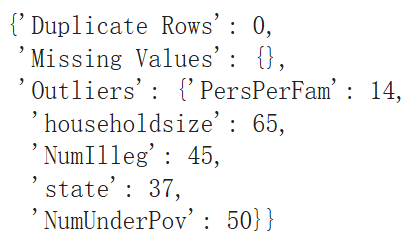 {'Duplicate Rows': 0,
 'Missing Values': {},
 'Outliers': {'PersPerFam': 14,
  'householdsize': 65,
  'NumIlleg': 45,
  'state': 37,
  'NumUnderPov': 50}}